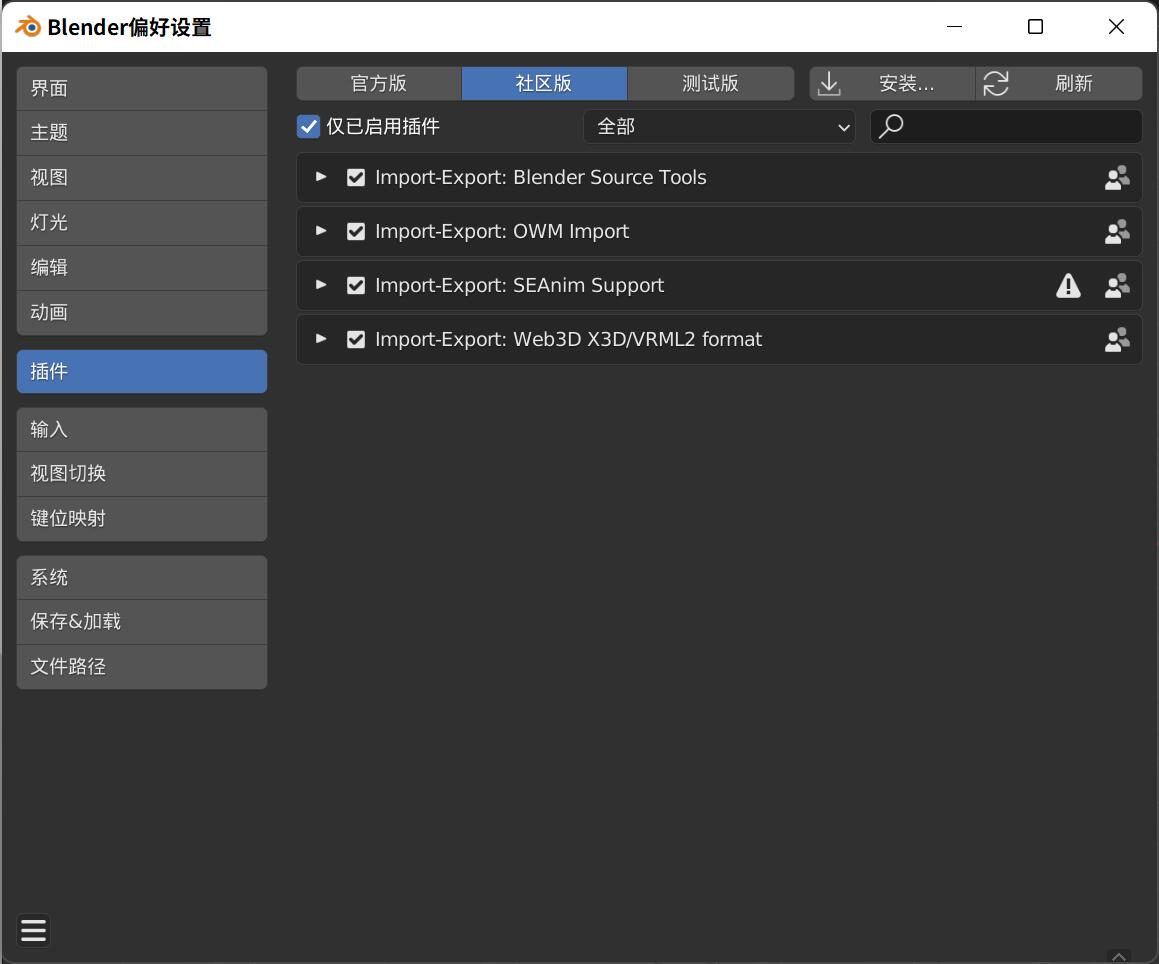 Blender偏好设置
界面
主题
视图
灯光
编辑
动画
插件
输入
视图切换
键位映射
系统
保存&加载
文件路径
官方版 社区版 测试版 安装... 刷新
仅已启用插件 全部
Import-Export: Blender Source Tools
Import-Export: OWM Import
Import-Export: SEAnim Support
Import-Export: Web3D X3D/VRML2 format